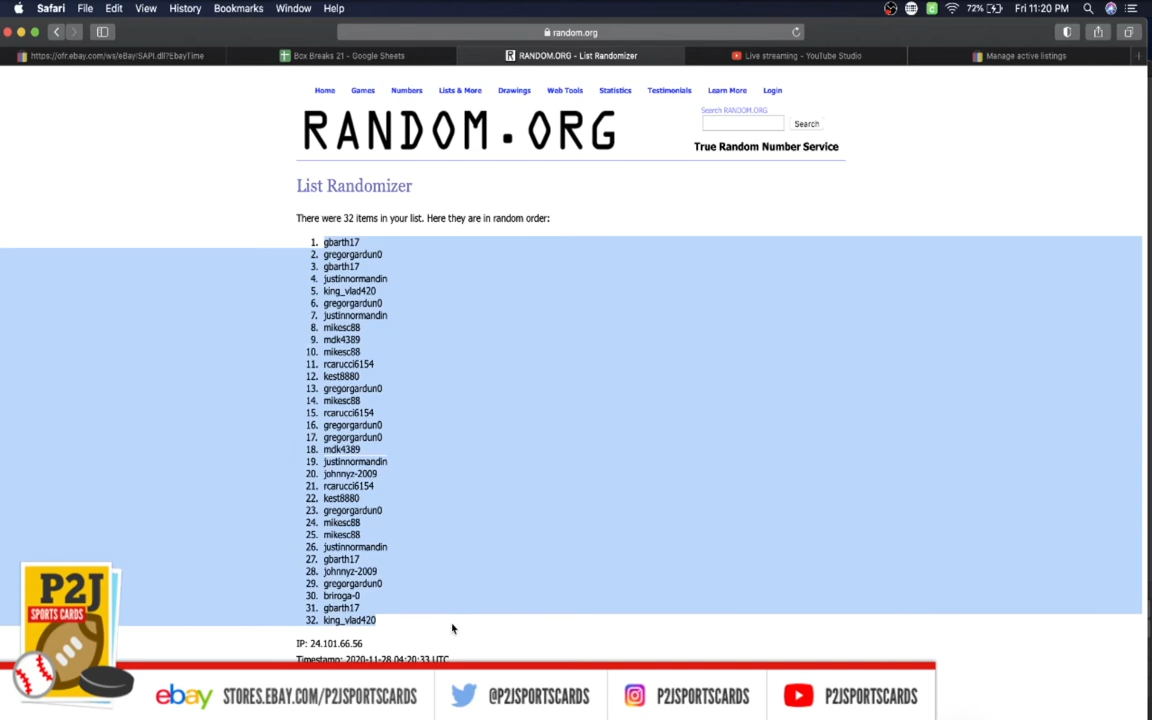 Safari File Edit View History Bookmarks Window Help 72% Fri 11:20 PM
random.org
https://ofr.ebay.com/ws/eBayISAPI.dll?EbayTime Box Breaks 21 - Google Sheets RANDOM.ORG - List Randomizer Live streaming - YouTube Studio Manage active listings
Home Games Numbers Lists & More Drawings Web Tools Statistics Testimonials Learn More Login
RANDOM.ORG
Search RANDOM.ORG
Search
True Random Number Service
List Randomizer
There were 32 items in your list. Here they are in random order:
1. gbarth17
2. gregorgardun0
3. gbarth17
4. justinnormandin
5. king_vlad420
6. gregorgardun0
7. justinnormandin
8. mikesc88
9. mdk4389
10. mikesc88
11. rcarucci6154
12. kest8880
13. gregorgardun0
14. mikesc88
15. rcarucci6154
16. gregorgardun0
17. gregorgardun0
18. mdk4389
19. justinnormandin
20. johnnyz-2009
21. rcarucci6154
22. kest8880
23. gregorgardun0
24. mikesc88
25. mikesc88
26. justinnormandin
27. gbarth17
28. johnnyz-2009
29. gregorgardun0
30. briroga-0
31. gbarth17
32. king_vlad420
IP: 24.101.66.56
Timestamp: 2020-11-28 04:20:33 UTC
P2J
SPORTS CARDS
ebay STORES.EBAY.COM/P2JSPORTSCARDS @P2JSPORTSCARDS P2JSPORTSCARDS P2JSPORTSCARDS